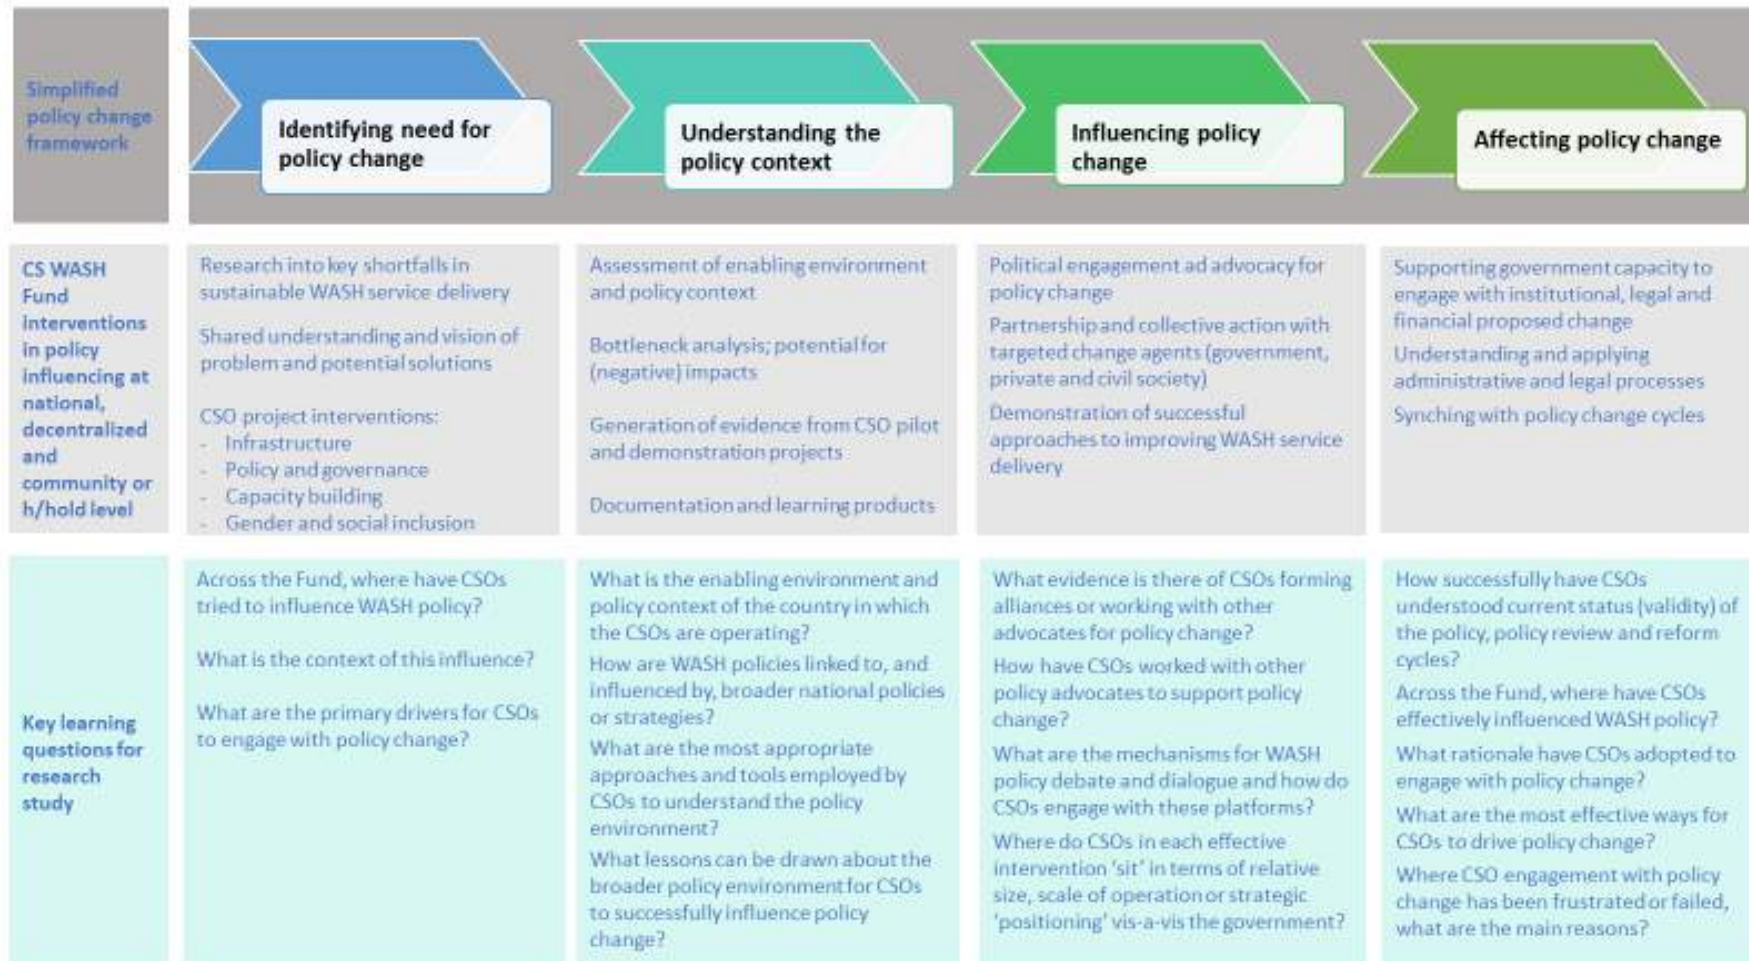 Simplified
policy change
framework
Identifying need for
policy change
Understanding the
policy context
Influencing policy
change
Affecting policy change
CS WASH
Fund
interventions
in policy
influencing at
national,
decentralized
and
community or
h/hold level
Research into key shortfalls in
sustainable WASH service delivery
Shared understanding and vision of
problem and potential solutions
CSO project interventions:
- Infrastructure
- Policy and governance
- Capacity building
- Gender and social inclusion
Assessment of enabling environment
and policy context
Bottleneck analysis; potential for
(negative) impacts
Generation of evidence from CSO pilot
and demonstration projects
Documentation and learning products
Political engagement ad advocacy for
policy change
Partnership and collective action with
targeted change agents (government,
private and civil society)
Demonstration of successful
approaches to improving WASH service
delivery
Supporting government capacity to
engage with institutional, legal and
financial proposed change
Understanding and applying
administrative and legal processes
Synching with policy change cycles
Key learning
questions for
research
study
Across the Fund, where have CSOs
tried to influence WASH policy?
What is the context of this influence?
What are the primary drivers for CSOs
to engage with policy change?
What is the enabling environment and
policy context of the country in which
the CSOs are operating?
How are WASH policies linked to, and
influenced by, broader national policies
or strategies?
What are the most appropriate
approaches and tools employed by
CSOs to understand the policy
environment?
What lessons can be drawn about the
broader policy environment for CSOs
to successfully influence policy
change?
What evidence is there of CSOs forming
alliances or working with other
advocates for policy change?
How have CSOs worked with other
policy advocates to support policy
change?
What are the mechanisms for WASH
policy debate and dialogue and how do
CSOs engage with these platforms?
Where do CSOs in each effective
intervention 'sit' in terms of relative
size, scale of operation or strategic
'positioning' vis-a-vis the government?
How successfully have CSOs
understood current status (validity) of
the policy, policy review and reform
cycles?
Across the Fund, where have CSOs
effectively influenced WASH policy?
What rationale have CSOs adopted to
engage with policy change?
What are the most effective ways for
CSOs to drive policy change?
Where CSO engagement with policy
change has been frustrated or failed,
what are the main reasons?